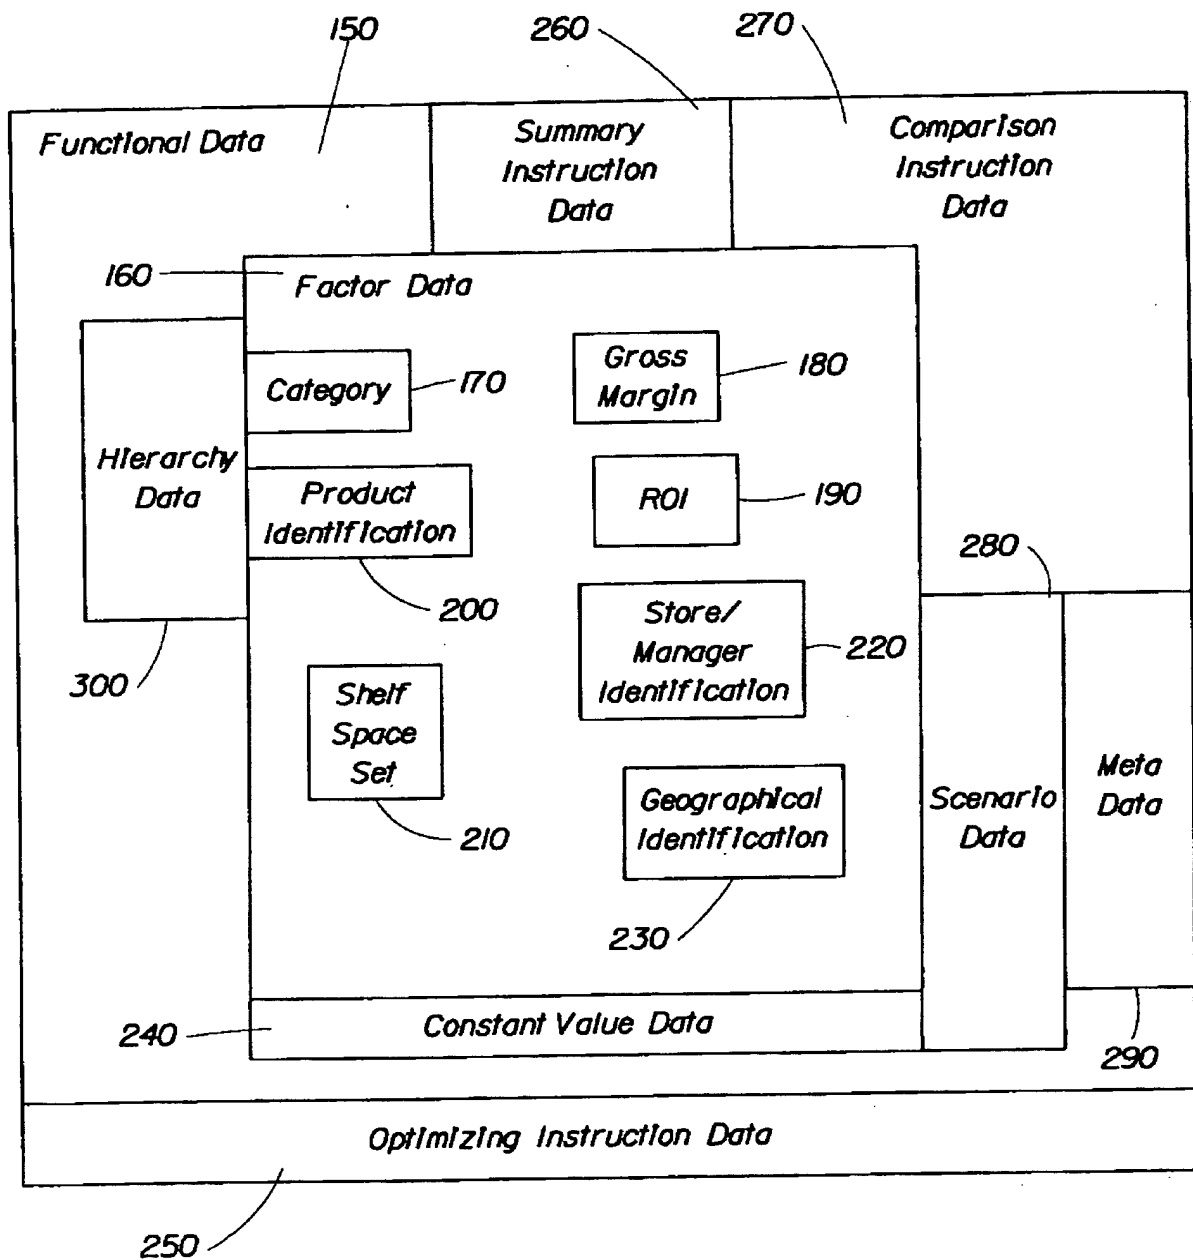 150
260
270
Functional Data
Summary
Instruction
Data
Comparison
Instruction
Data
160
Factor Data
Category
170
Gross
Margin
180
Hierarchy
Data
Product
Identification
200
ROI
190
280
300
Store/
Manager
Identification
220
Shelf
Space
Set
210
Geographical
Identification
230
Scenario
Data
Meta
Data
290
240
Constant Value Data
Optimizing Instruction Data
250